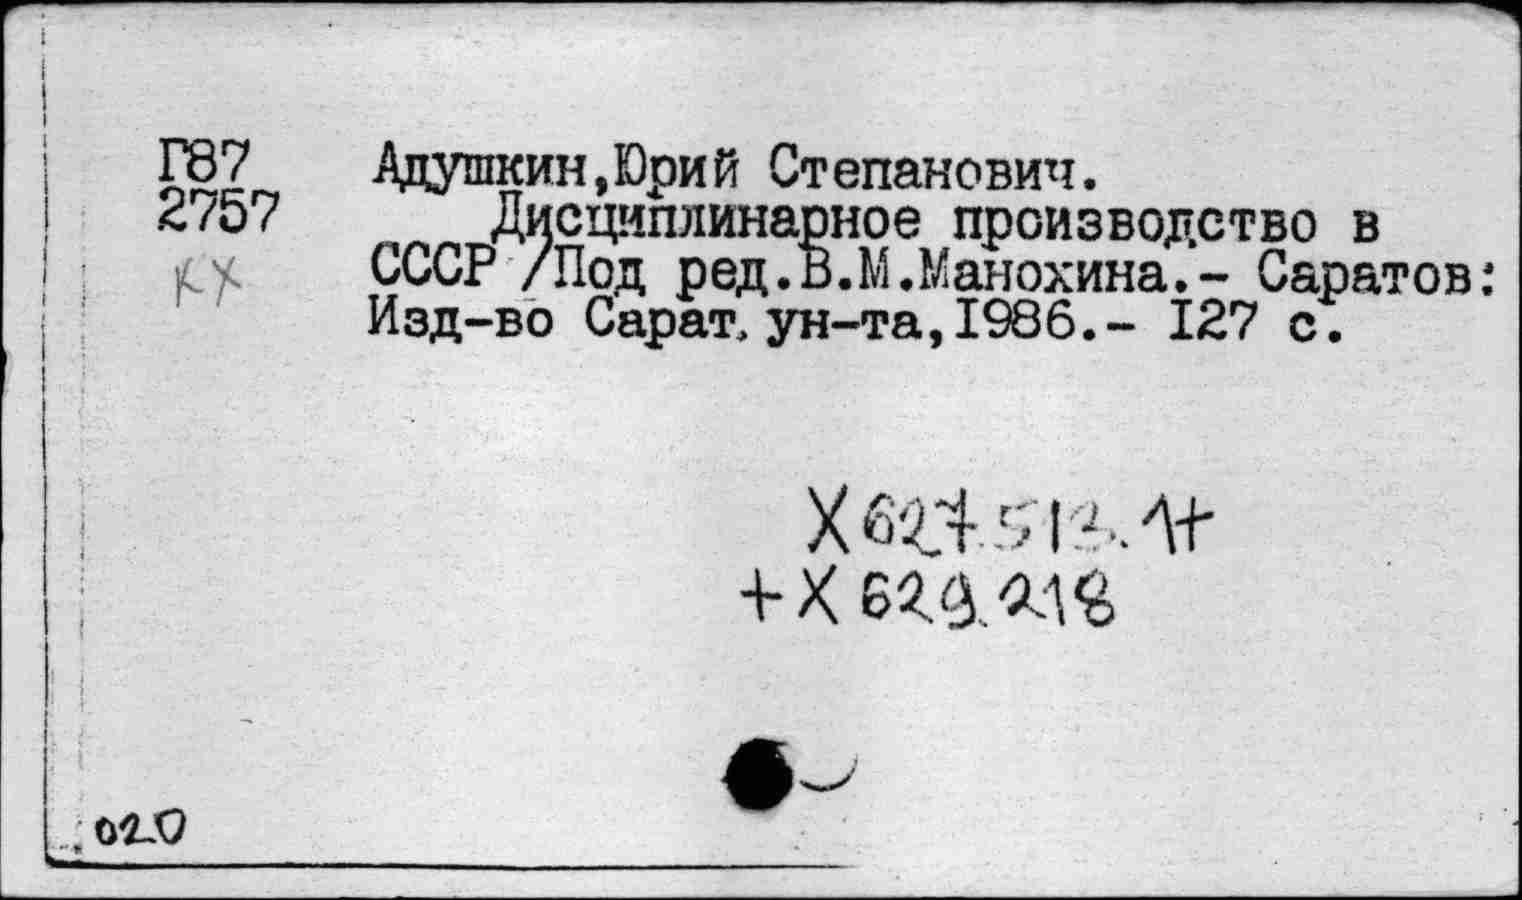 Г87 Адушкин,Юрий Степанович.
2757 Дисциплинарное производство в
кх СССР /Под ред.В.М.Манохина.- Саратов:
Изд-во Сарат. ун-та,1986.- 127 с.
Х627.513.
+Х629.218
020